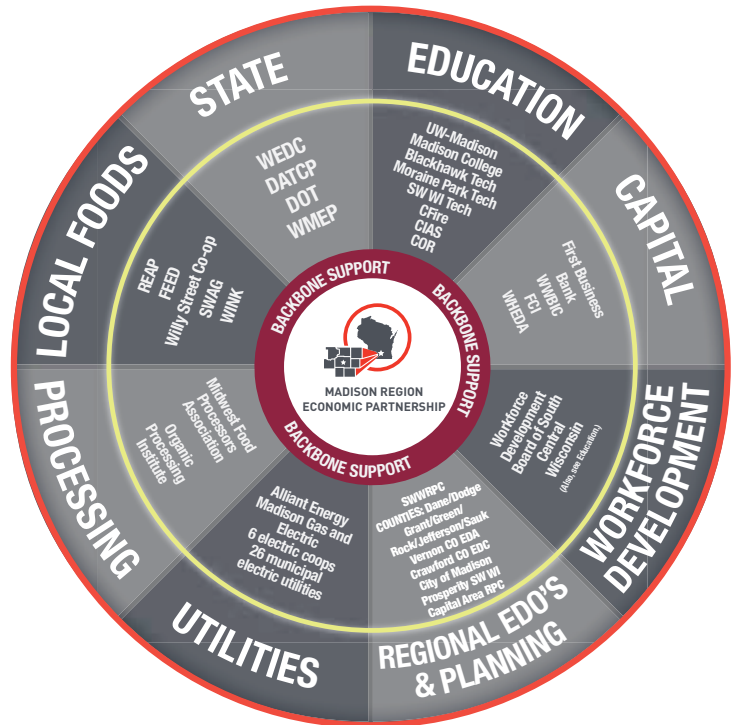 STATE
WEDC
DATCP
DOT
WMEP
EDUCATION
UW-Madison
Madison College
Blackhawk Tech
Moraine Park Tech
SW WI Tech
CFire
CIAS
COR
CAPITAL
First Business
Bank
WWBIC
FCI
WHEDA
WORKFORCE
DEVELOPMENT
Workforce
Development
Board of South
Central
Wisconsin
(Also, see Education)
REGIONAL EDO'S
& PLANNING
SWWRPC
COUNTIES: Dane/Dodge
Grant/Green/
Rock/Jefferson/Sauk
Vernon CO EDA
Crawford CO EDC
City of Madison
Prosperity SW WI
Capital Area RPC
UTILITIES
Alliant Energy
Madison Gas and
Electric
6 electric coops
26 municipal
electric utilities
PROCESSING
Midwest Food
Processors
Association
Organic
Processing
Institute
LOCAL FOODS
REAP
FEED
Willy Street Co-op
SWAG
WINK
BACKBONE SUPPORT
BACKBONE SUPPORT
BACKBONE SUPPORT
MADISON REGION
ECONOMIC PARTNERSHIP